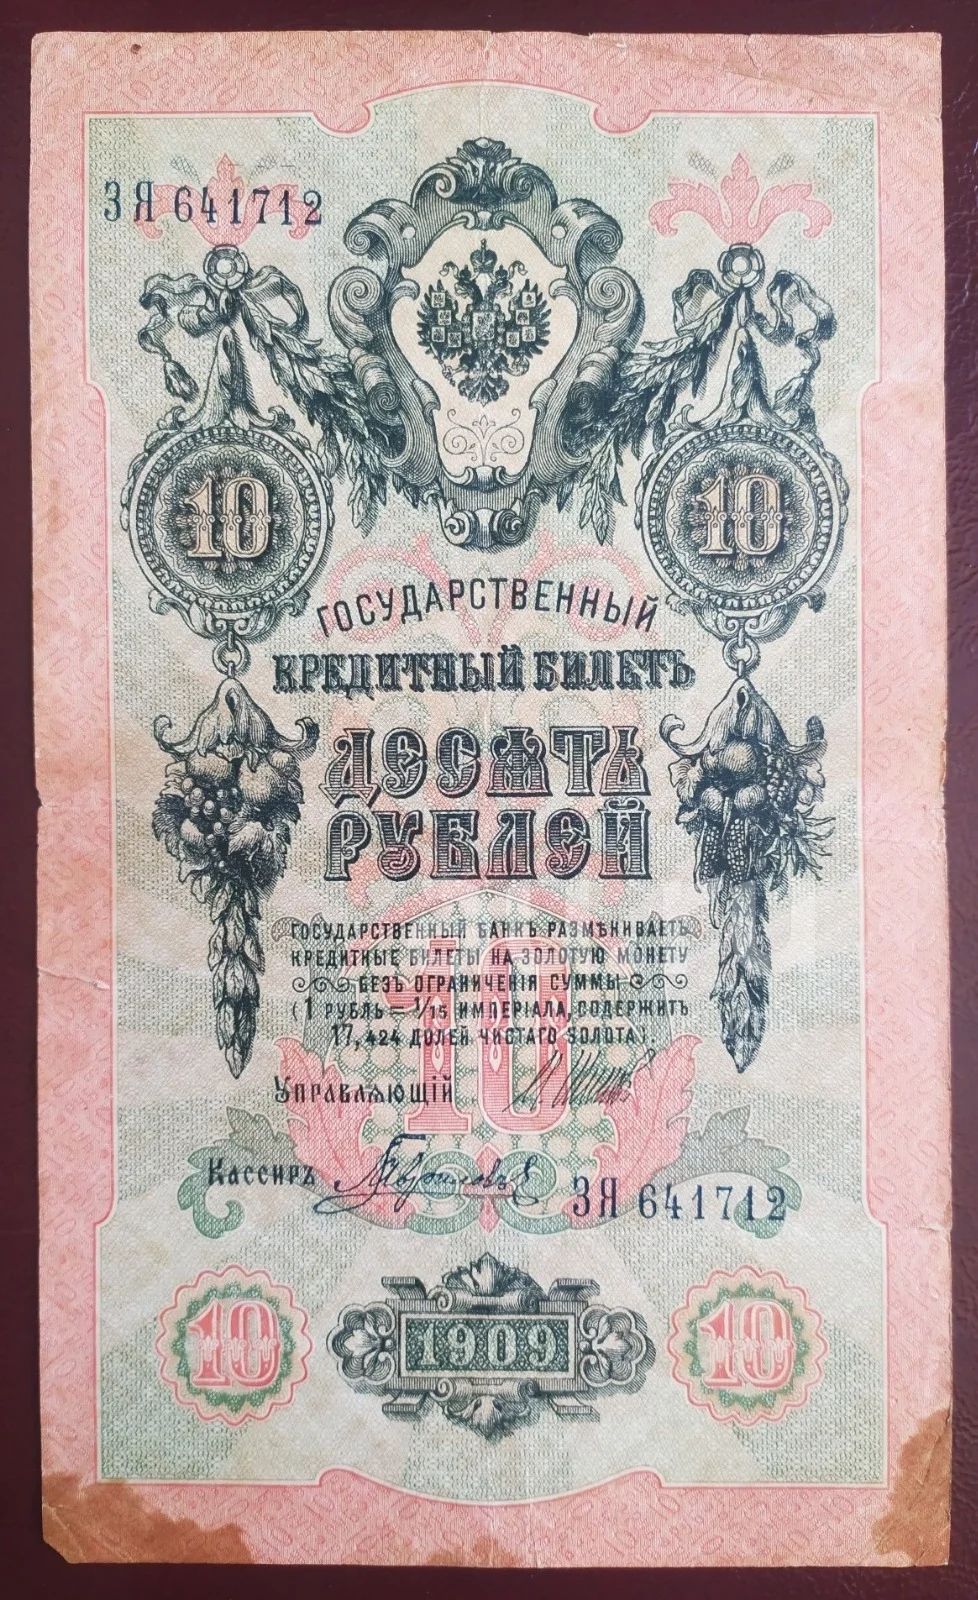 ЗЯ 641712
10 10
ГОСУДАРСТВЕННЫЙ
КРЕДИТНЫЙ БИЛЕТЪ
ДЕСЯТЬ
РУБЛЕЙ
10
ГОСУДАРСТВЕННЫЙ БАНКЪ РАЗМѢНИВАЕТЪ
КРЕДИТНЫЕ БИЛЕТЫ НА ЗОЛОТУЮ МОНЕТУ
БЕЗЪ ОГРАНИЧЕНІЯ СУММЫ
(1 РУБЛЬ = 1/15 ИМПЕРІАЛА, СОДЕРЖИТЪ
17,424 ДОЛЕЙ ЧИСТАГО ЗОЛОТА).
УПРАВЛЯЮЩІЙ
КАССИРЪ
ЗЯ 641712
10 1909 10